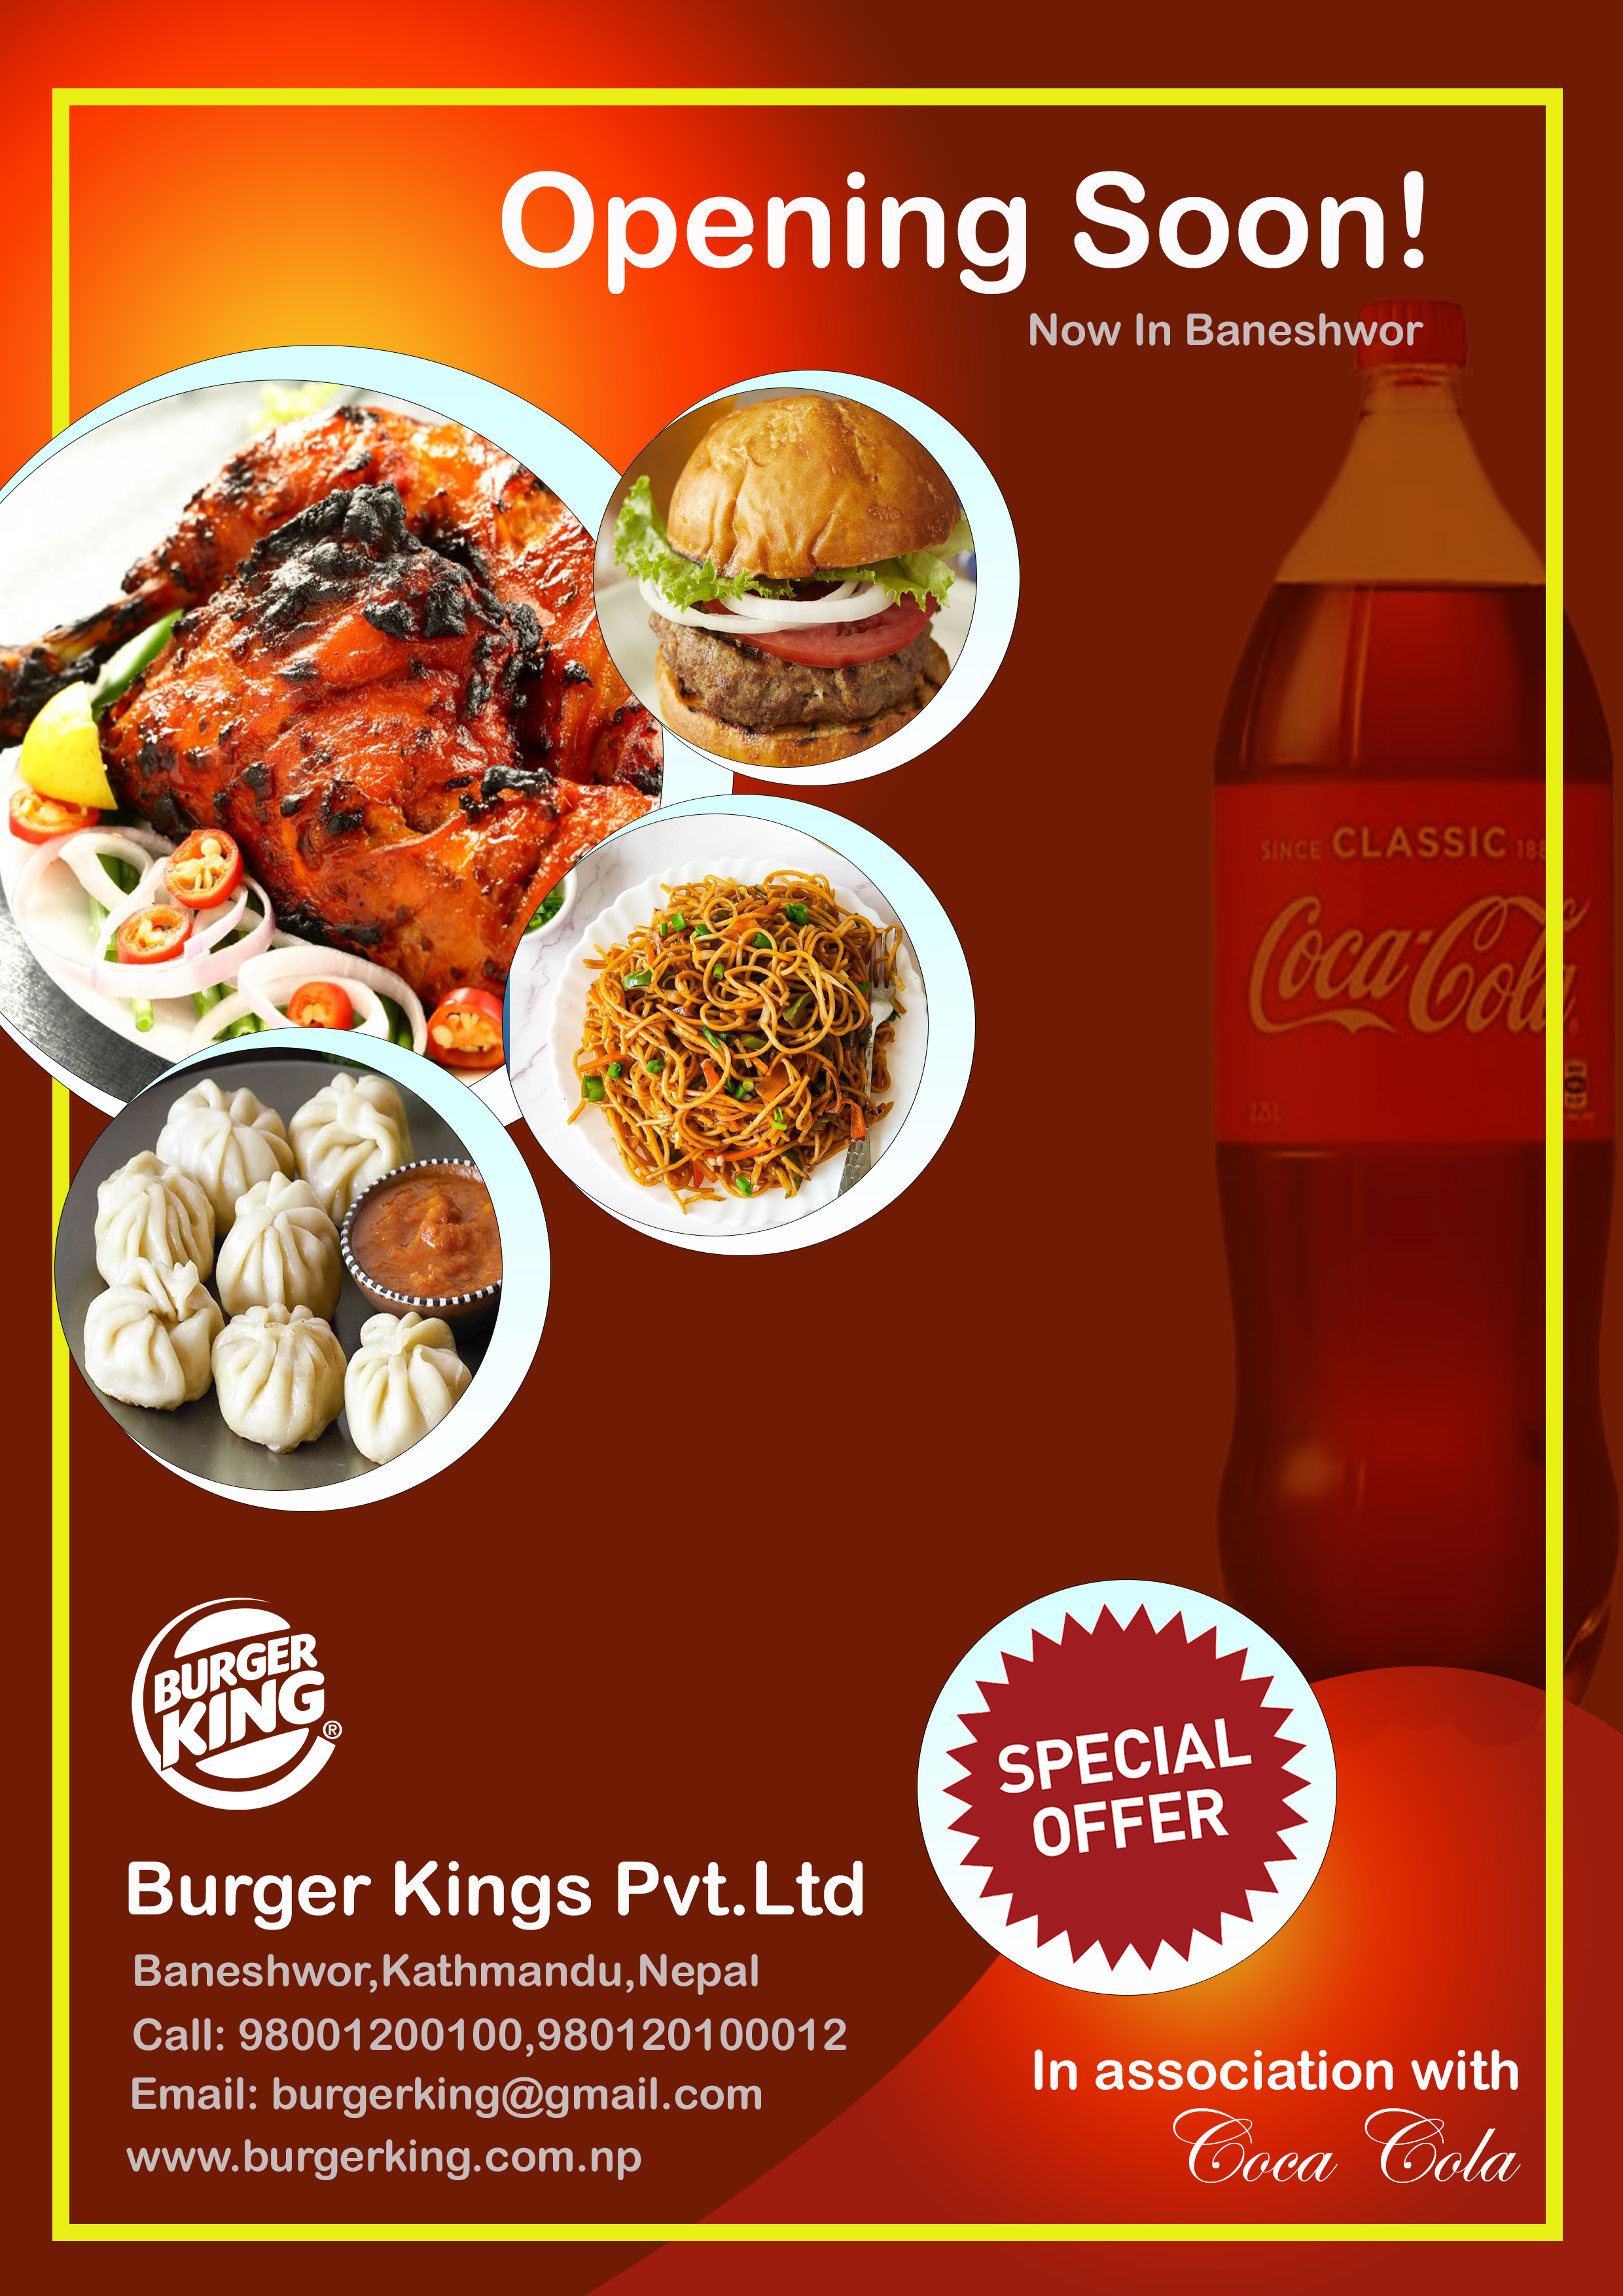 Opening Soon!
Now In Baneshwor
SINCE CLASSIC
Coca-Cola
BURGER
KING®
SPECIAL
OFFER
Burger Kings Pvt.Ltd
Baneshwor,Kathmandu,Nepal
Call: 98001200100,980120100012
Email: burgerking@gmail.com
www.burgerking.com.np
In association with
Coca Cola